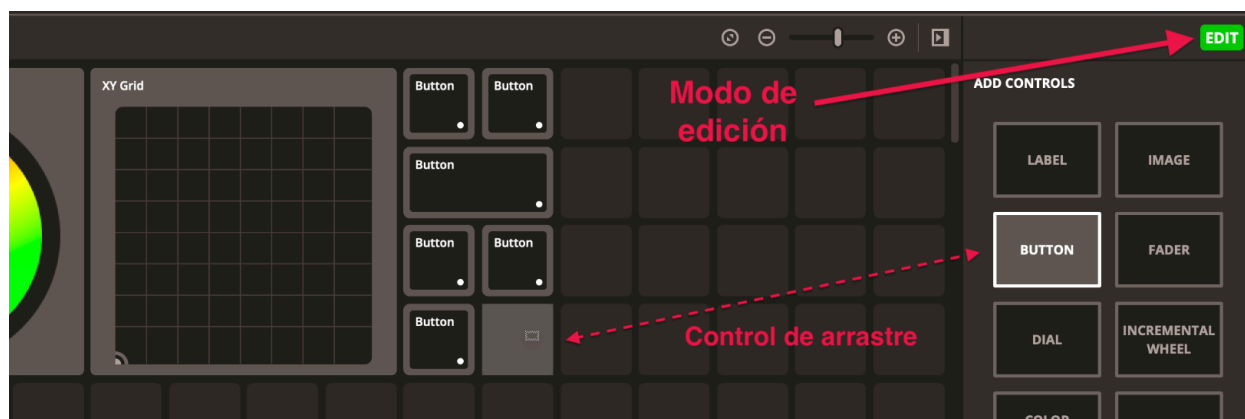 EDIT
XY Grid
Button
Button
Modo de
edición
ADD CONTROLS
LABEL
IMAGE
Button
Button
Button
BUTTON
FADER
Button
Control de arrastre
DIAL
INCREMENTAL
WHEEL
COLOR